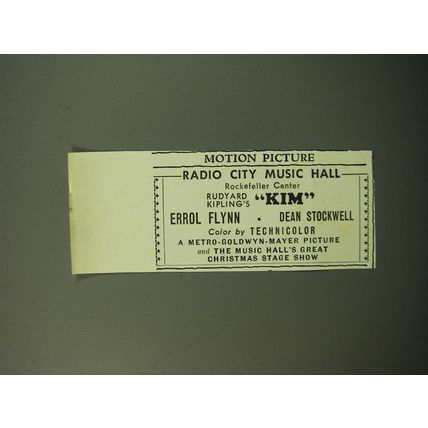 MOTION PICTURE
RADIO CITY MUSIC HALL
Rockefeller Center
RUDYARD KIPLING'S "KIM"
ERROL FLYNN • DEAN STOCKWELL
Color by TECHNICOLOR
A METRO-GOLDWYN-MAYER PICTURE
and THE MUSIC HALL'S GREAT
CHRISTMAS STAGE SHOW